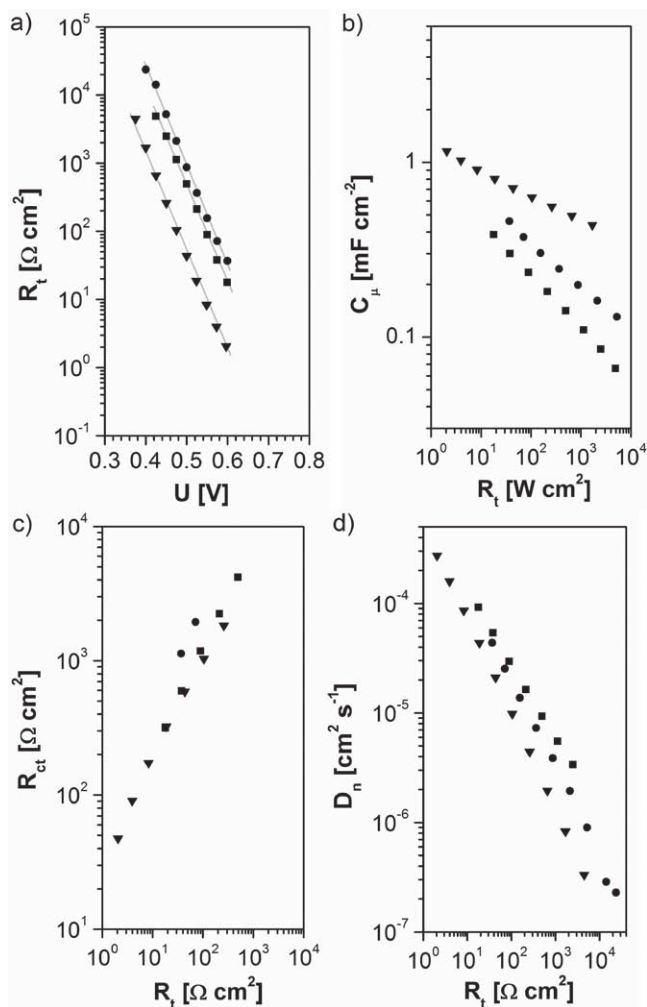 a)
10^5
10^4
10^3
10^2
10^1
10^0
10^-1
R_t [Ω cm^2]
0.3 0.4 0.5 0.6 0.7 0.8
U [V]
b)
1
0.1
C_μ [mF cm^-2]
10^0 10^1 10^2 10^3 10^4
R_t [W cm^2]
c)
10^4
10^3
10^2
10^1
R_ct [Ω cm^2]
10^0 10^1 10^2 10^3 10^4
R_t [Ω cm^2]
d)
10^-4
10^-5
10^-6
10^-7
D_n [cm^2 s^-1]
10^0 10^1 10^2 10^3 10^4
R_t [Ω cm^2]